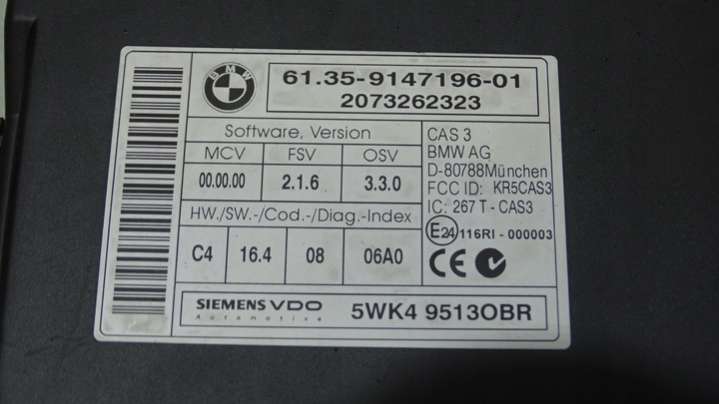 BMW
61.35-9147196-01
2073262323
Software, Version
MCV FSV OSV
00.00.00 2.1.6 3.3.0
HW./SW.-/Cod.-/Diag.-Index
C4 16.4 08 06A0
CAS 3
BMW AG
D-80788München
FCC ID: KR5CAS3
IC: 267 T - CAS3
E24 116RI - 000003
CE
SIEMENS VDO
Automotive
5WK4 9513OBR